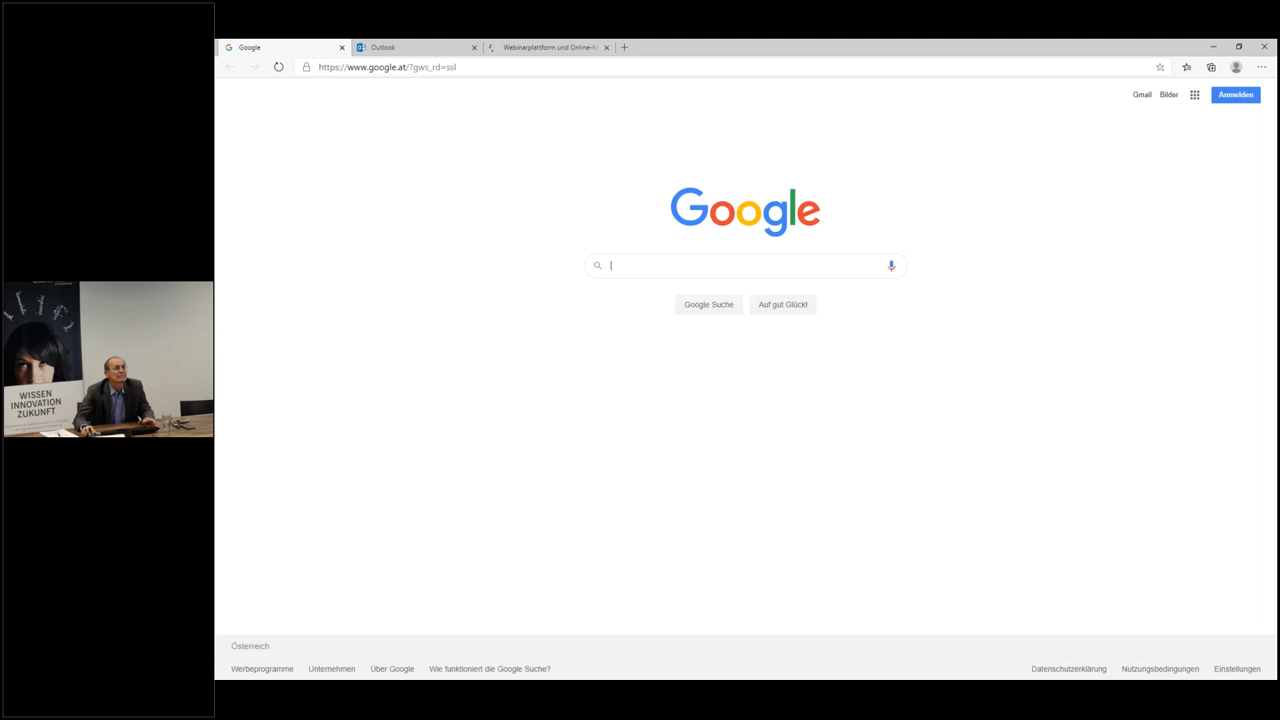 Google
Outlook
Webinarplattform und Online-K
https://www.google.at/?gws_rd=ssl
Gmail
Bilder
Anmelden
Google
Google Suche
Auf gut Glück!
WISSEN
INNOVATION
ZUKUNFT
Österreich
Werbeprogramme
Unternehmen
Über Google
Wie funktioniert die Google Suche?
Datenschutzerklärung
Nutzungsbedingungen
Einstellungen